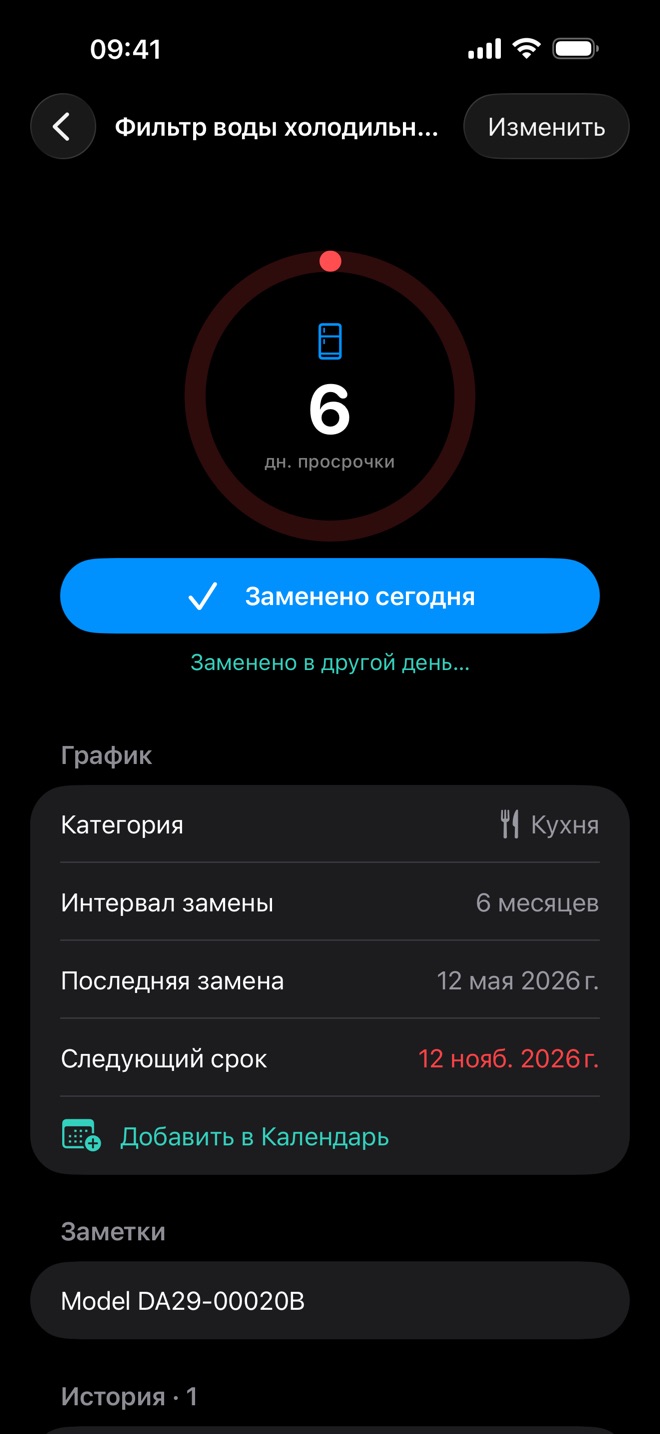 09:41
Фильтр воды холодильн...
Изменить
6
дн. просрочки
Заменено сегодня
Заменено в другой день...
График
Категория
Кухня
Интервал замены
6 месяцев
Последняя замена
12 мая 2026 г.
Следующий срок
12 нояб. 2026 г.
Добавить в Календарь
Заметки
Model DA29-00020B
История · 1